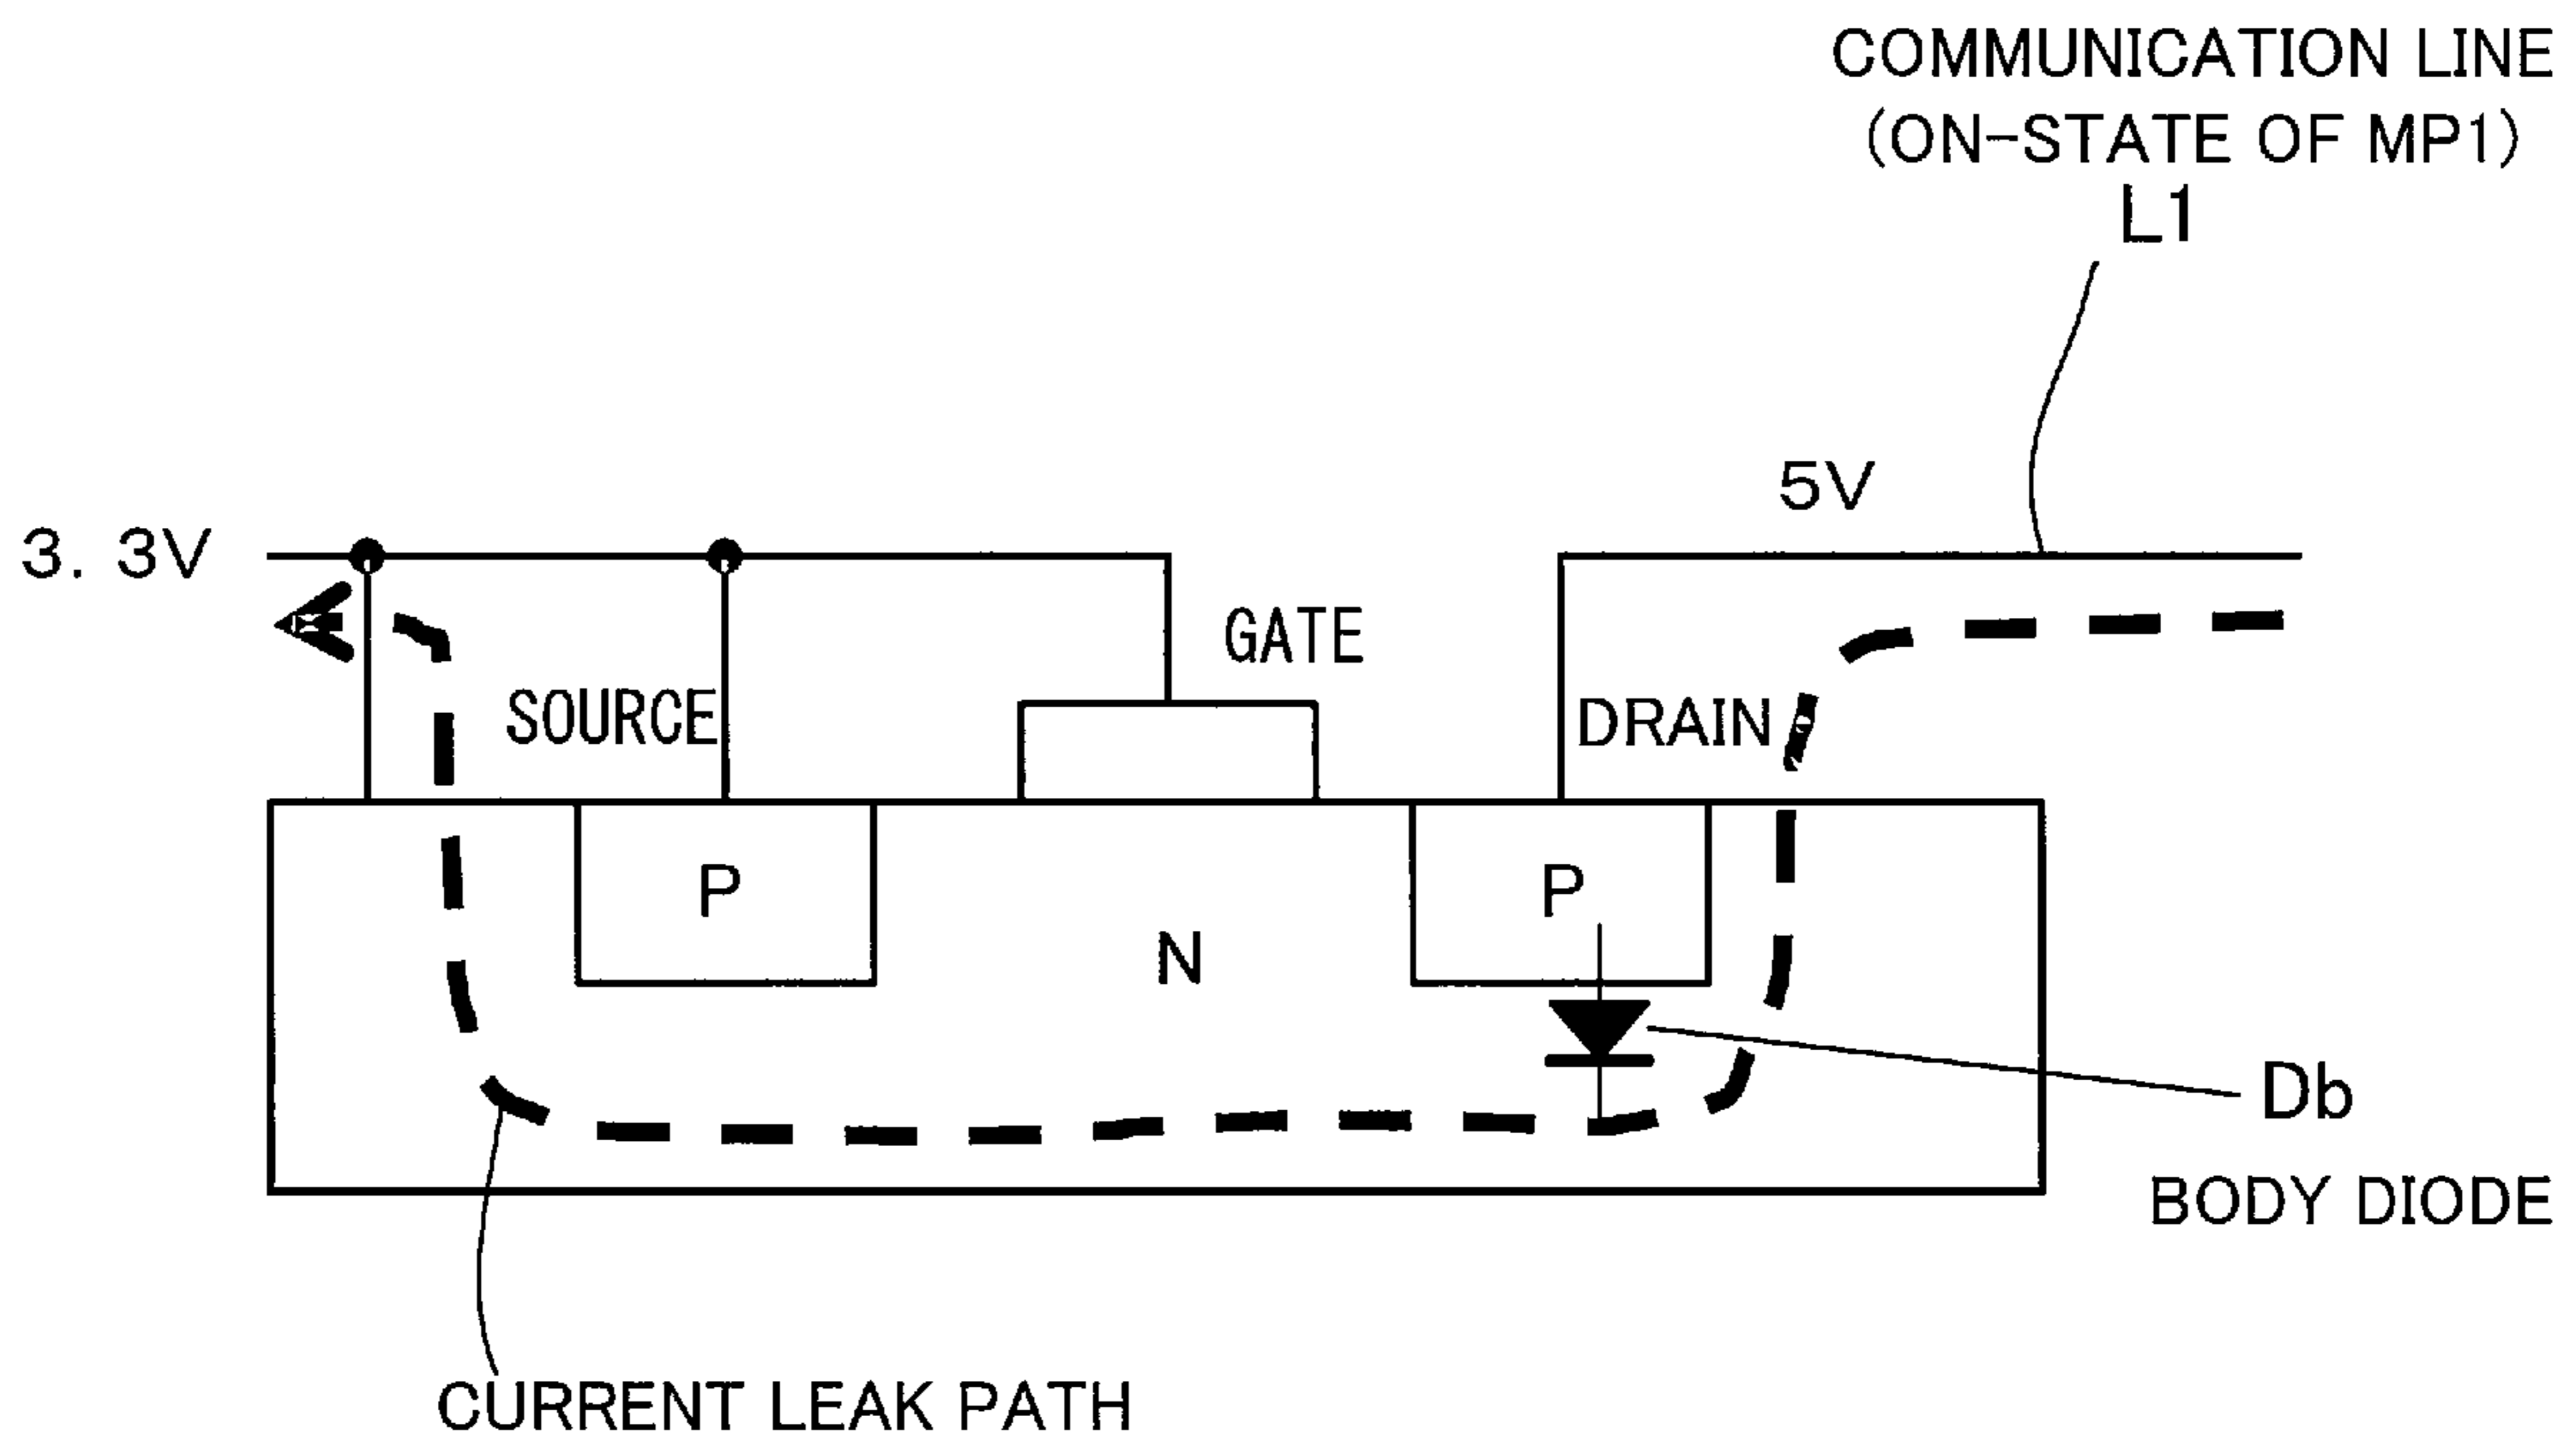 COMMUNICATION LINE
(ON-STATE OF MP1)
L1
5V
3. 3V
GATE
SOURCE
DRAIN
P
P
N
Db
BODY DIODE
CURRENT LEAK PATH